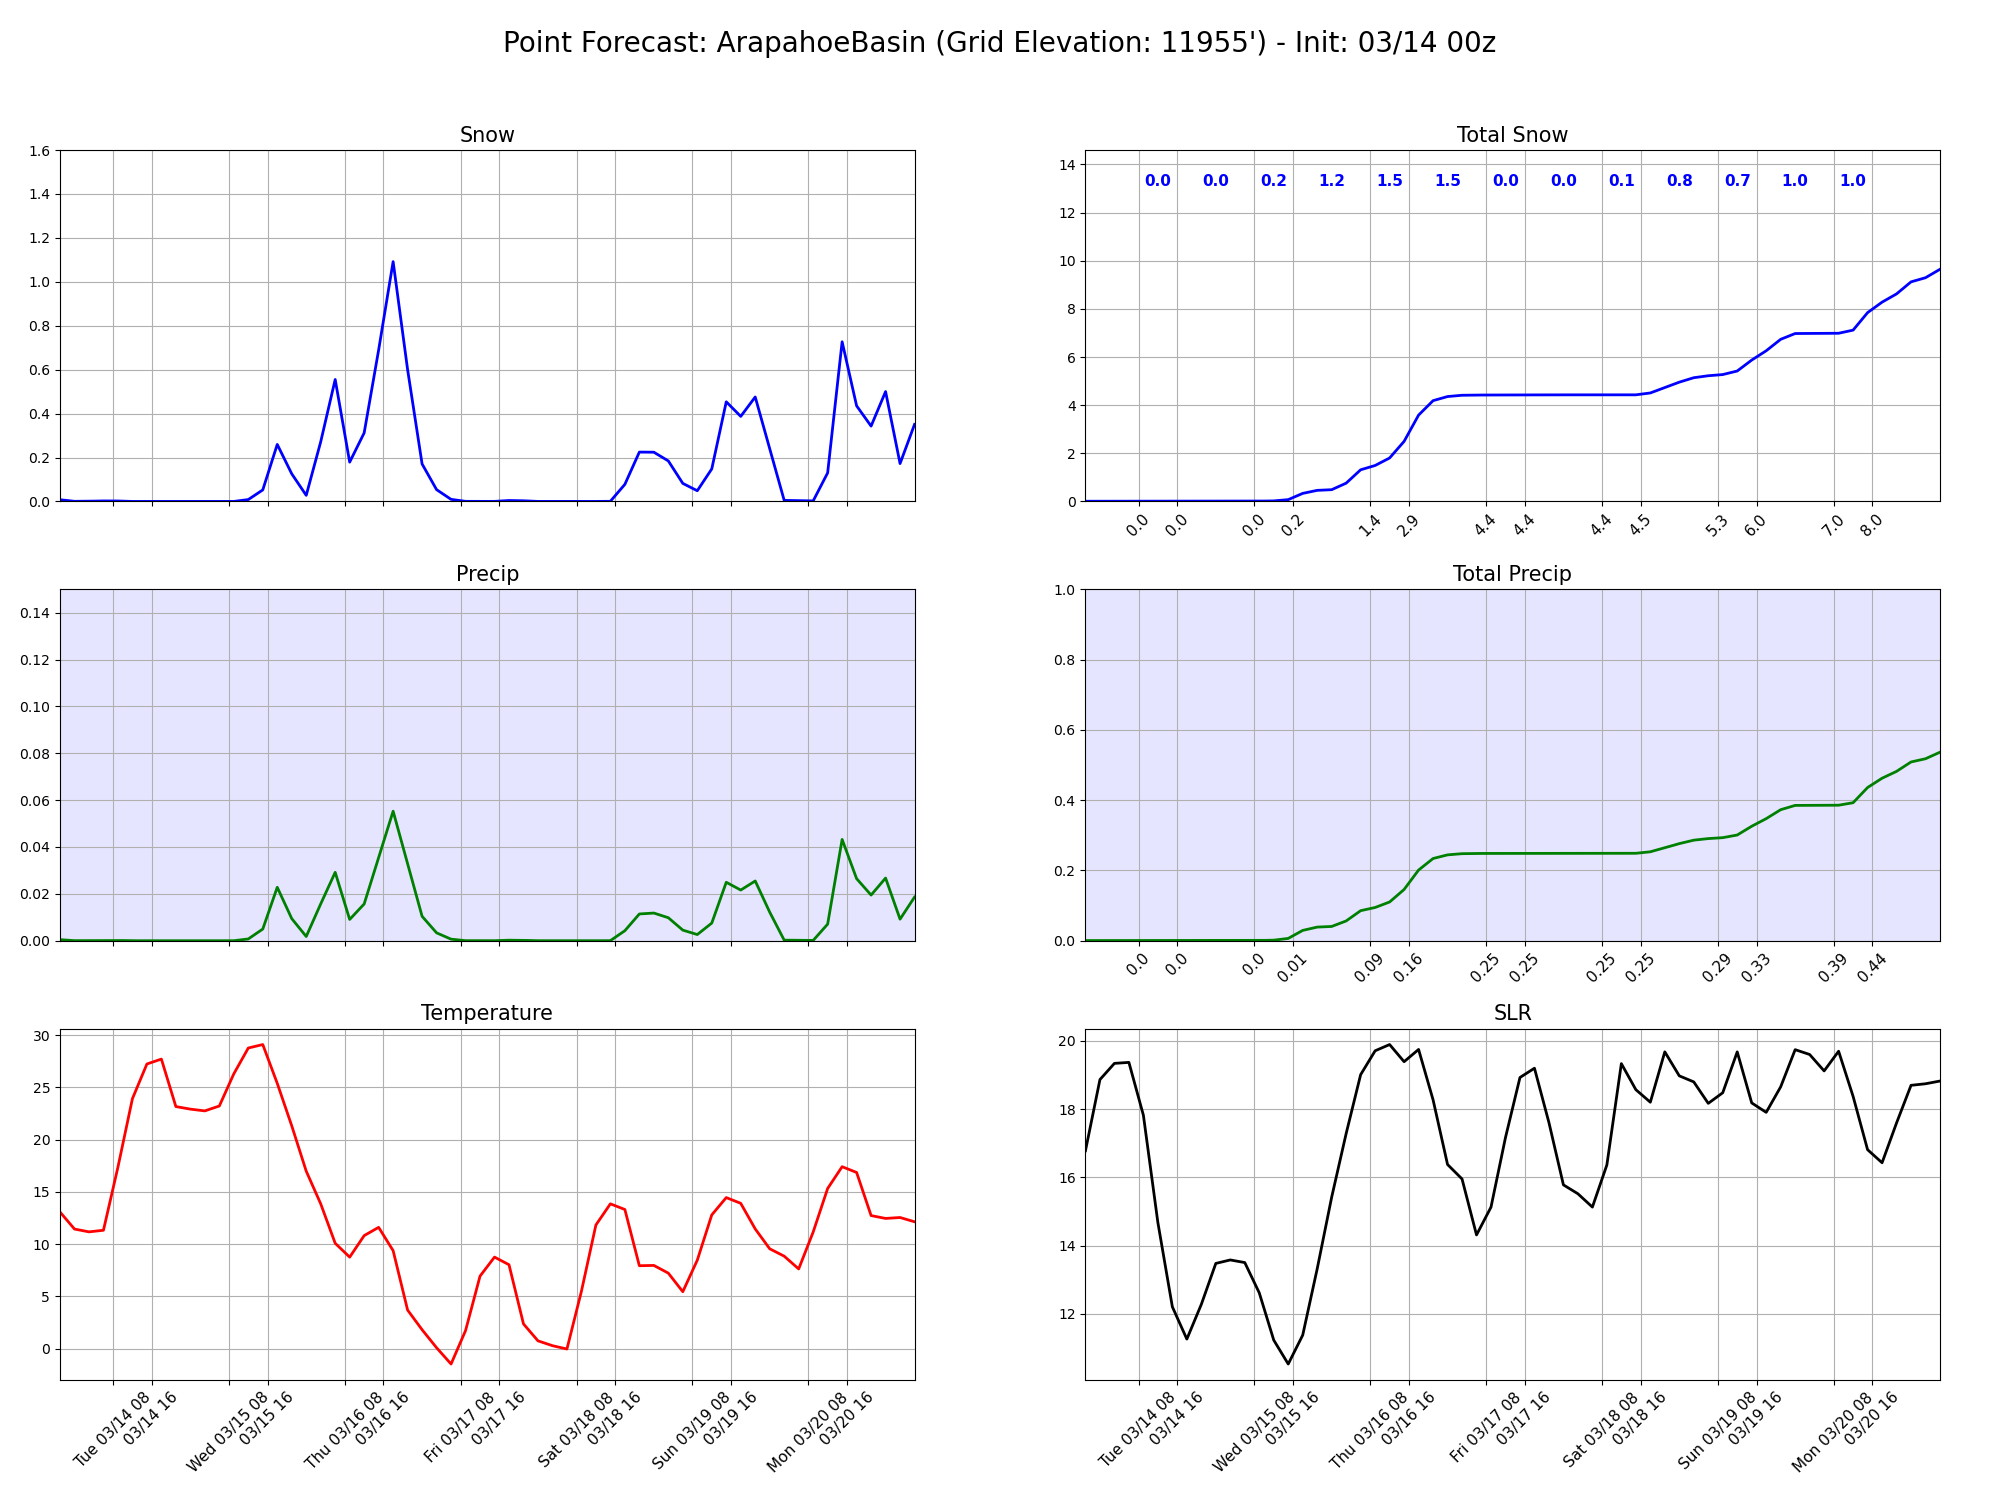 Point Forecast: ArapahoeBasin (Grid Elevation: 11955') - Init: 03/14 00z
Snow
1.6
1.4
1.2
1.0
0.8
0.6
0.4
0.2
0.0
Total Snow
14
12
10
8
6
4
2
0
0.0 0.0 0.2 1.2 1.5 1.5 0.0 0.0 0.1 0.8 0.7 1.0 1.0
0.0 0.0 0.0 0.2 1.4 2.9 4.4 4.4 4.4 4.5 5.3 6.0 7.0 8.0
Precip
0.14
0.12
0.10
0.08
0.06
0.04
0.02
0.00
Total Precip
1.0
0.8
0.6
0.4
0.2
0.0
0.0 0.0 0.0 0.01 0.09 0.16 0.25 0.25 0.25 0.25 0.29 0.33 0.39 0.44
Temperature
30
25
20
15
10
5
0
Tue 03/14 08
03/14 16
Wed 03/15 08
03/15 16
Thu 03/16 08
03/16 16
Fri 03/17 08
03/17 16
Sat 03/18 08
03/18 16
Sun 03/19 08
03/19 16
Mon 03/20 08
03/20 16
SLR
20
18
16
14
12
Tue 03/14 08
03/14 16
Wed 03/15 08
03/15 16
Thu 03/16 08
03/16 16
Fri 03/17 08
03/17 16
Sat 03/18 08
03/18 16
Sun 03/19 08
03/19 16
Mon 03/20 08
03/20 16